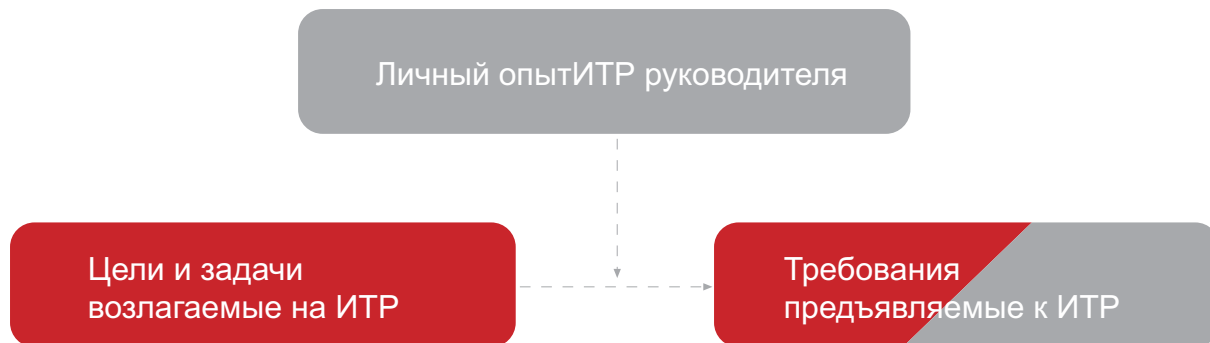 Личный опытИТР руководителя
Цели и задачи
возлагаемые на ИТР
Требования
предъявляемые к ИТР